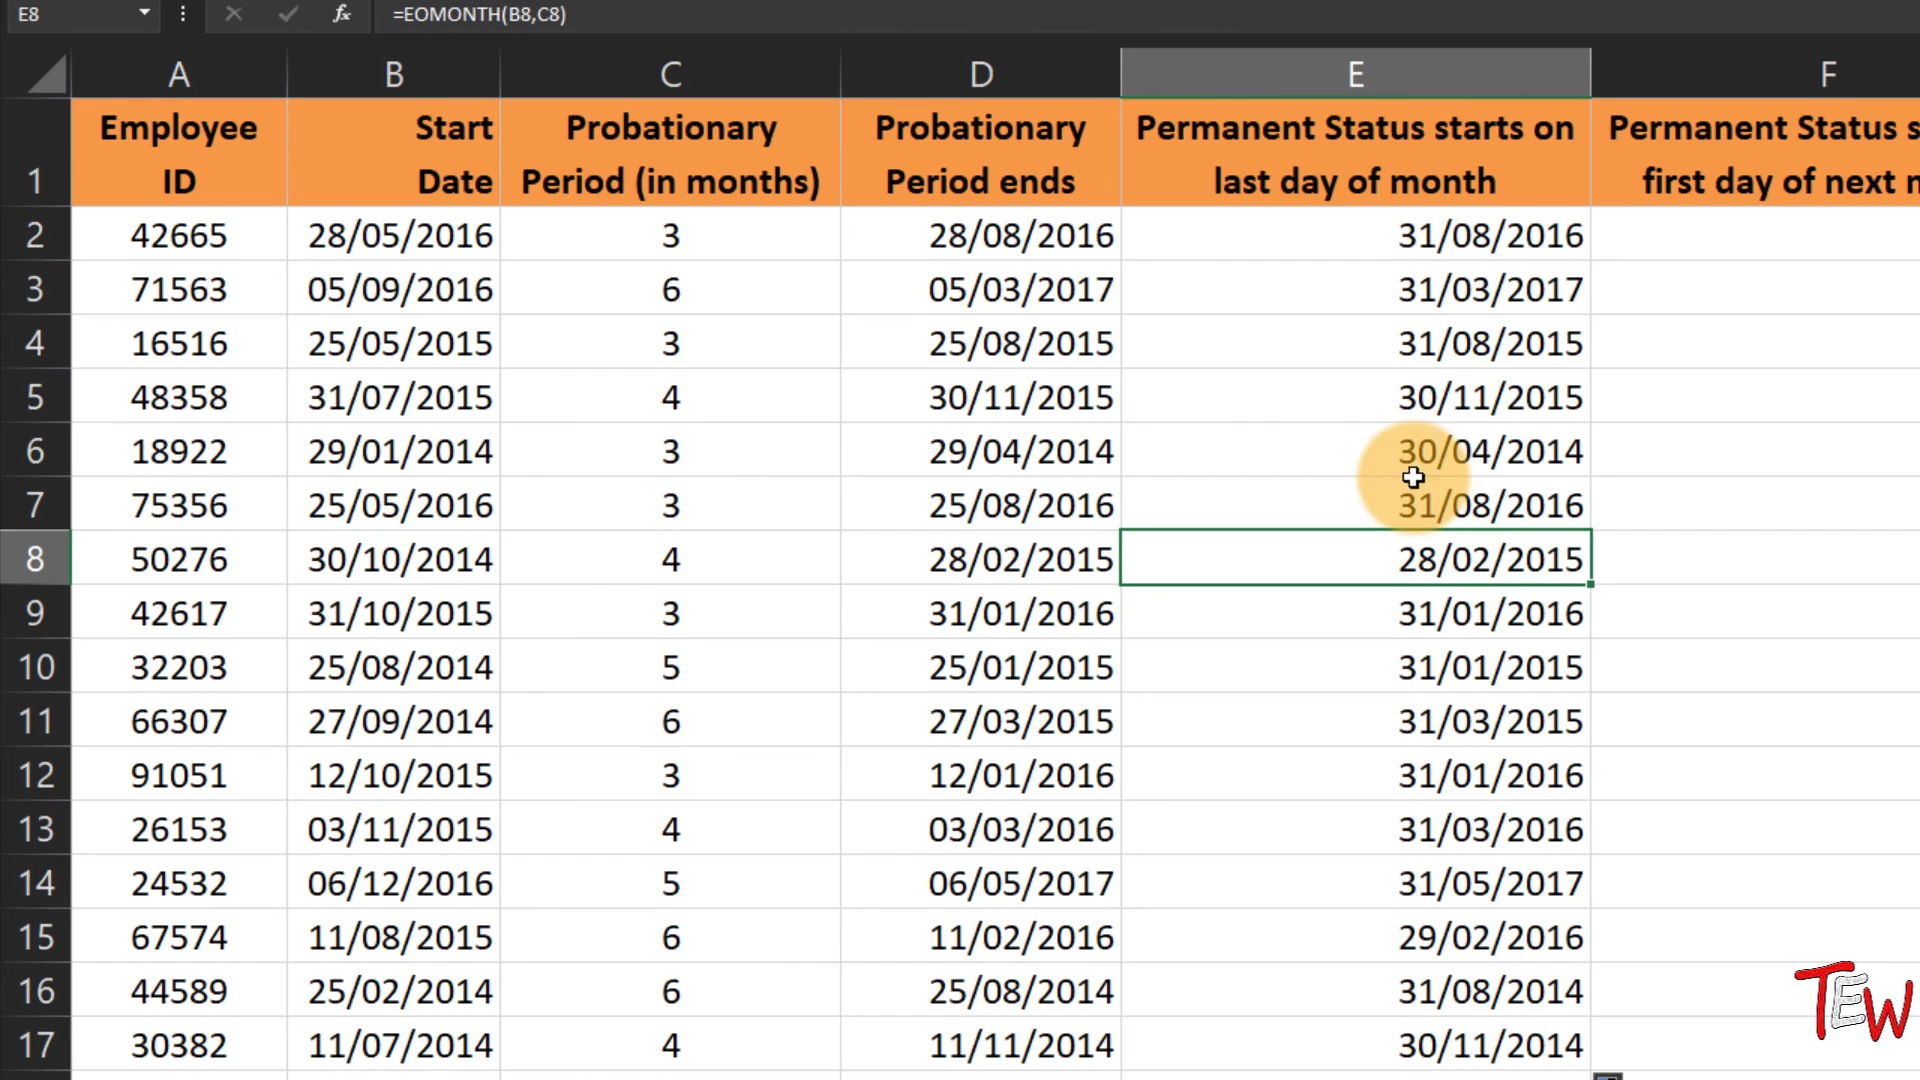 E8 fx =EOMONTH(B8,C8)
A B C D E F
1 Employee ID Start Date Probationary Period (in months) Probationary Period ends Permanent Status starts on last day of month Permanent Status s first day of next
2 42665 28/05/2016 3 28/08/2016 31/08/2016
3 71563 05/09/2016 6 05/03/2017 31/03/2017
4 16516 25/05/2015 3 25/08/2015 31/08/2015
5 48358 31/07/2015 4 30/11/2015 30/11/2015
6 18922 29/01/2014 3 29/04/2014 30/04/2014
7 75356 25/05/2016 3 25/08/2016 31/08/2016
8 50276 30/10/2014 4 28/02/2015 28/02/2015
9 42617 31/10/2015 3 31/01/2016 31/01/2016
10 32203 25/08/2014 5 25/01/2015 31/01/2015
11 66307 27/09/2014 6 27/03/2015 31/03/2015
12 91051 12/10/2015 3 12/01/2016 31/01/2016
13 26153 03/11/2015 4 03/03/2016 31/03/2016
14 24532 06/12/2016 5 06/05/2017 31/05/2017
15 67574 11/08/2015 6 11/02/2016 29/02/2016
16 44589 25/02/2014 6 25/08/2014 31/08/2014
17 30382 11/07/2014 4 11/11/2014 30/11/2014
TEW